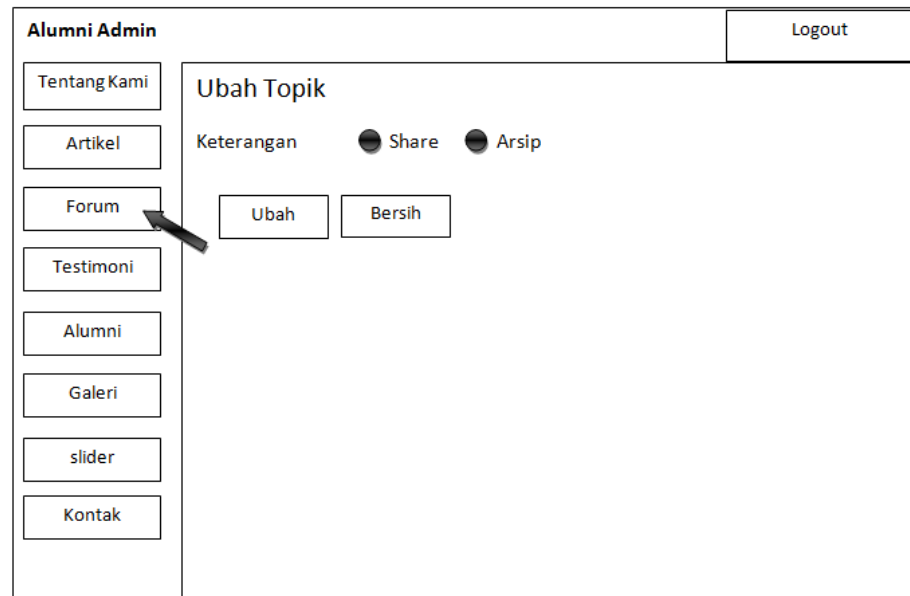 Alumni Admin
Logout
Tentang Kami
Artikel
Forum
Testimoni
Alumni
Galeri
slider
Kontak
Ubah Topik
Keterangan Share Arsip
Ubah Bersih